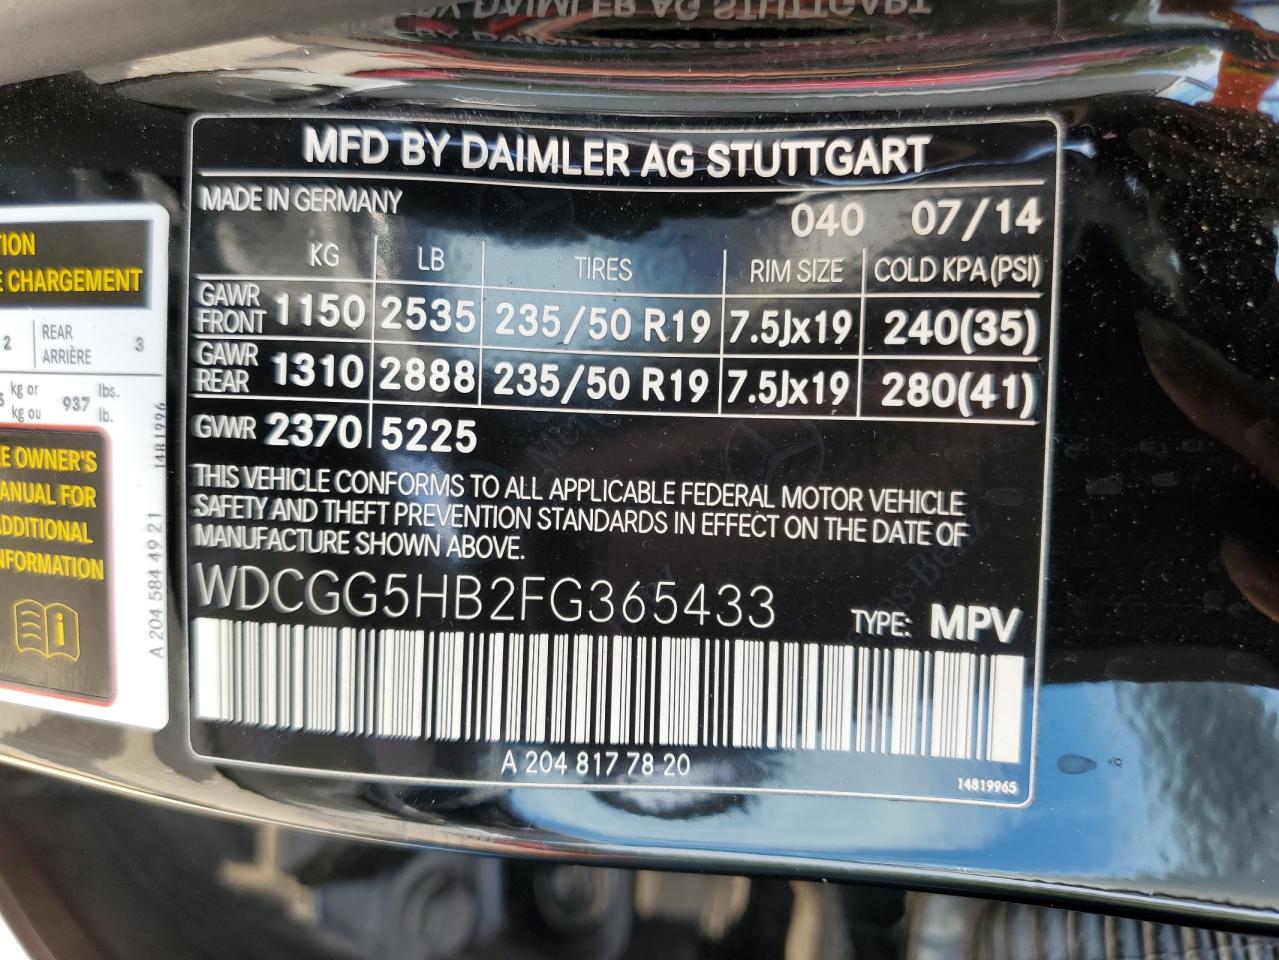 MFD BY DAIMLER AG STUTTGART
MADE IN GERMANY
040 07/14
KG LB TIRES RIM SIZE COLD KPA(PSI)
GAWR FRONT 1150 2535 235/50 R19 7.5Jx19 240(35)
GAWR REAR 1310 2888 235/50 R19 7.5Jx19 280(41)
GVWR 2370 5225
THIS VEHICLE CONFORMS TO ALL APPLICABLE FEDERAL MOTOR VEHICLE
SAFETY AND THEFT PREVENTION STANDARDS IN EFFECT ON THE DATE OF
MANUFACTURE SHOWN ABOVE.
WDCGG5HB2FG365433 TYPE: MPV
A 204 817 78 20
14819965
CHARGEMENT
2 REAR
ARRIÈRE 3
kg or
kg ou 937 lbs.
lb.
OWNER'S
FOR
A 204 584 49 21 1481996